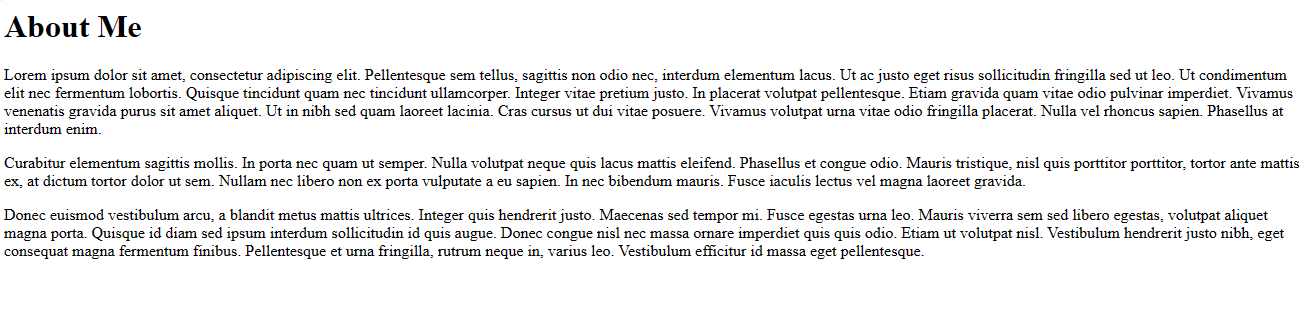 About Me
Lorem ipsum dolor sit amet, consectetur adipiscing elit. Pellentesque sem tellus, sagittis non odio nec, interdum elementum lacus. Ut ac justo eget risus sollicitudin fringilla sed ut leo. Ut condimentum
elit nec fermentum lobortis. Quisque tincidunt quam nec tincidunt ullamcorper. Integer vitae pretium justo. In placerat volutpat pellentesque. Etiam gravida quam vitae odio pulvinar imperdiet. Vivamus
venenatis gravida purus sit amet aliquet. Ut in nibh sed quam laoreet lacinia. Cras cursus ut dui vitae posuere. Vivamus volutpat urna vitae odio fringilla placerat. Nulla vel rhoncus sapien. Phasellus at
interdum enim.
Curabitur elementum sagittis mollis. In porta nec quam ut semper. Nulla volutpat neque quis lacus mattis eleifend. Phasellus et congue odio. Mauris tristique, nisl quis porttitor porttitor, tortor ante mattis
ex, at dictum tortor dolor ut sem. Nullam nec libero non ex porta vulputate a eu sapien. In nec bibendum mauris. Fusce iaculis lectus vel magna laoreet gravida.
Donec euismod vestibulum arcu, a blandit metus mattis ultrices. Integer quis hendrerit justo. Maecenas sed tempor mi. Fusce egestas urna leo. Mauris viverra sem sed libero egestas, volutpat aliquet
magna porta. Quisque id diam sed ipsum interdum sollicitudin id quis augue. Donec congue nisl nec massa ornare imperdiet quis quis odio. Etiam ut volutpat nisl. Vestibulum hendrerit justo nibh, eget
consequat magna fermentum finibus. Pellentesque et urna fringilla, rutrum neque in, varius leo. Vestibulum efficitur id massa eget pellentesque.